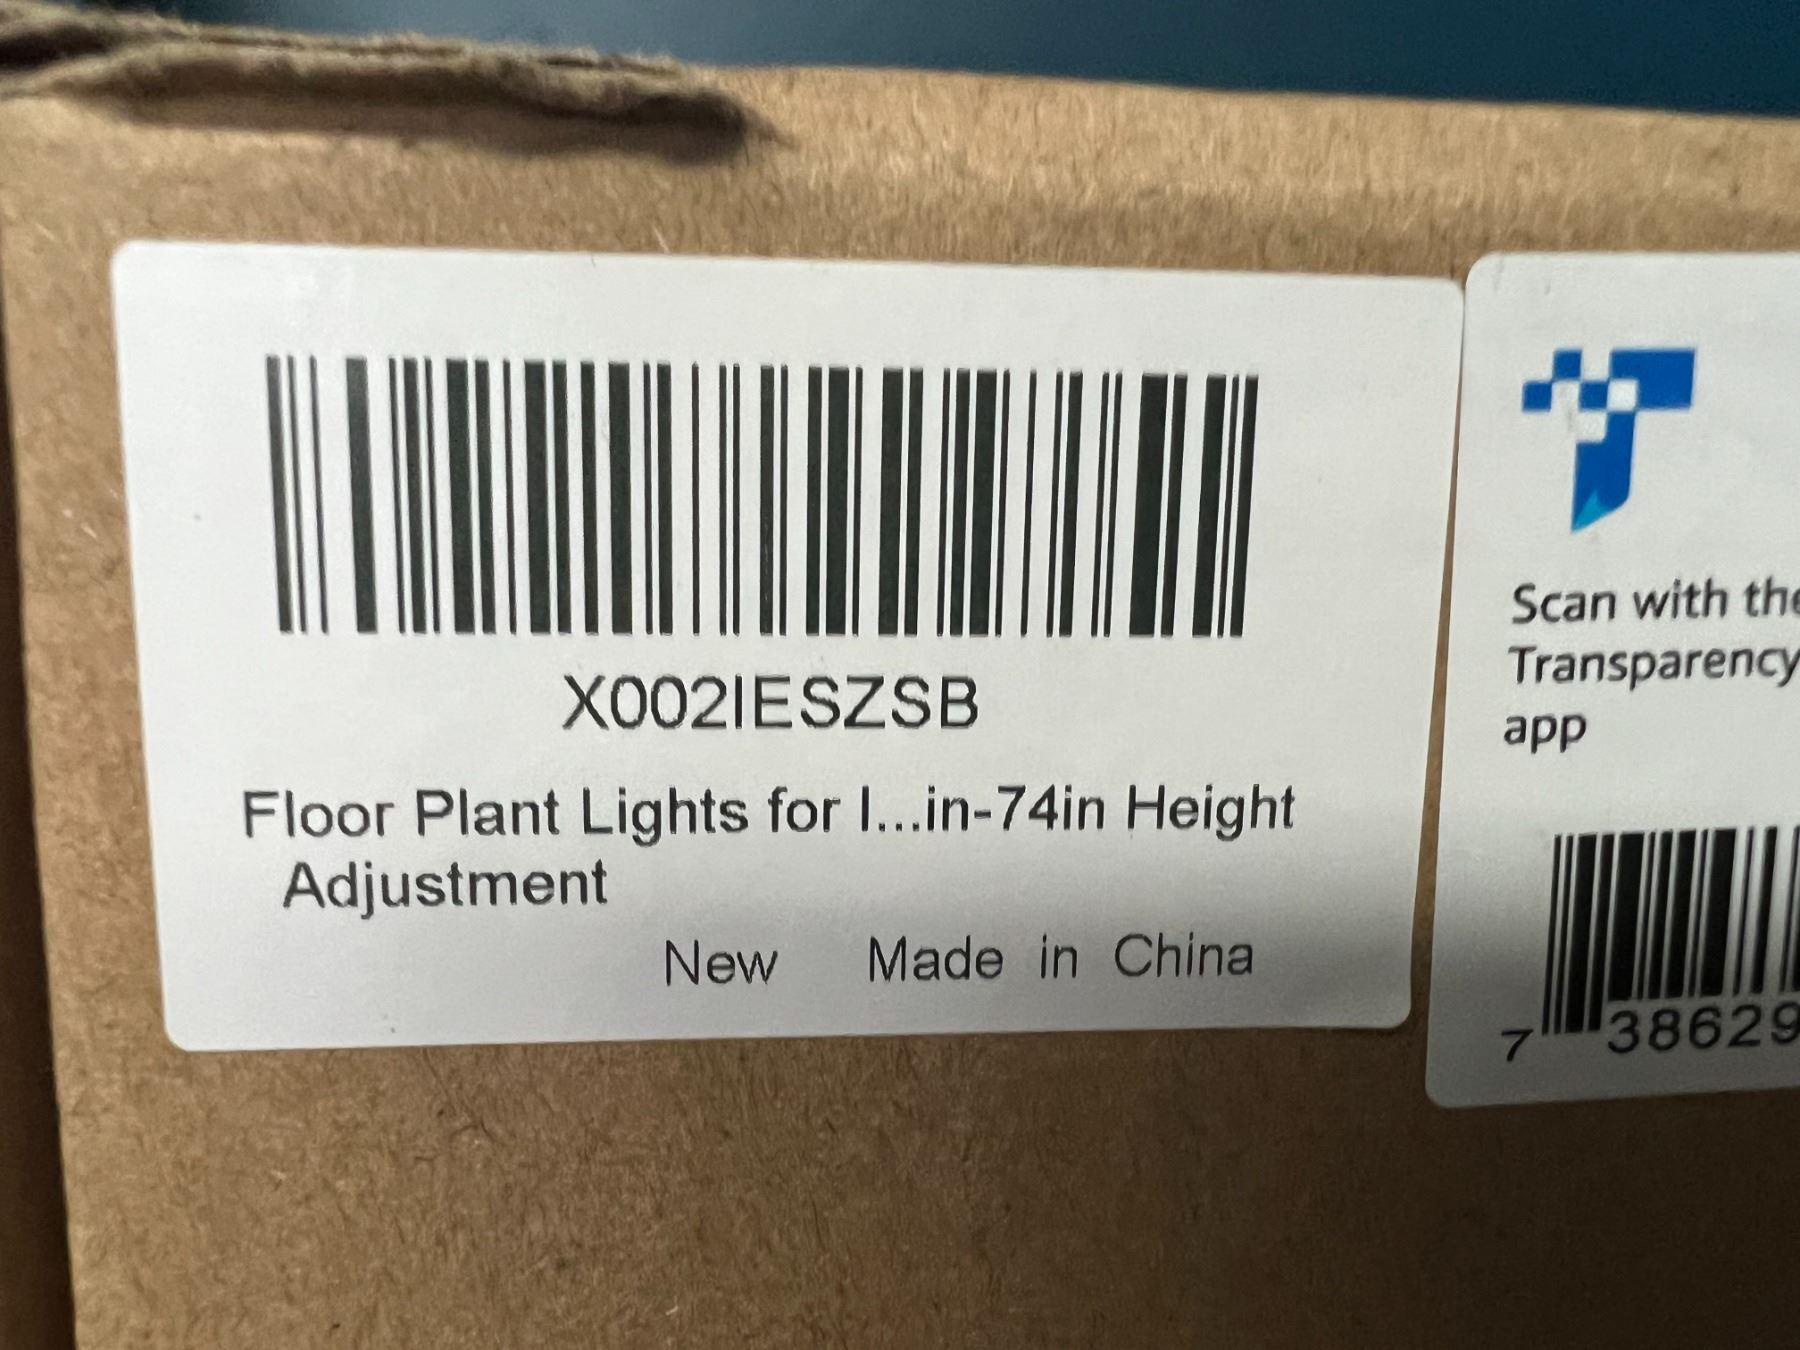 X002IESZSB
Floor Plant Lights for I...in-74in Height
Adjustment
New Made in China
Scan with the
Transparency
app
7 38629